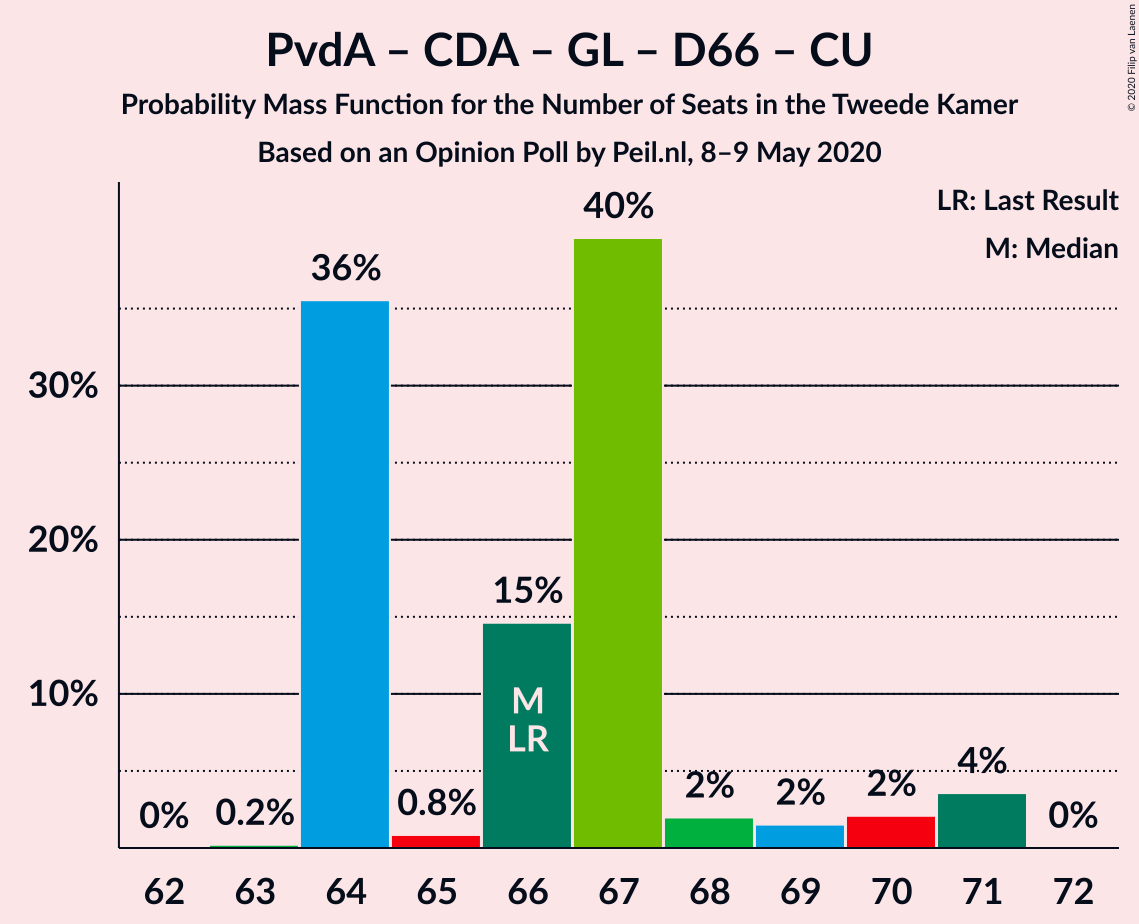 PvdA – CDA – GL – D66 – CU
Probability Mass Function for the Number of Seats in the Tweede Kamer
Based on an Opinion Poll by Peil.nl, 8–9 May 2020
© 2020 Filip van Laenen
LR: Last Result
M: Median
30%
20%
10%
0%
0.2%
36%
0.8%
15%
40%
2%
2%
2%
4%
0%
M
LR
62 63 64 65 66 67 68 69 70 71 72